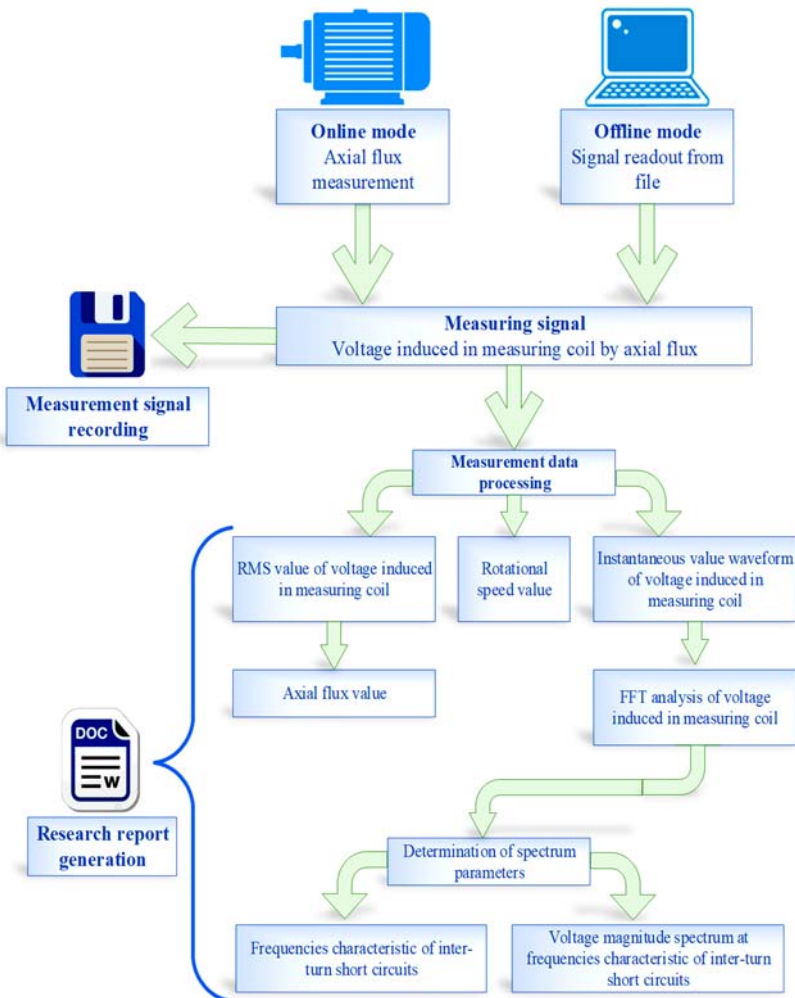 Online mode
Axial flux
measurement
Offline mode
Signal readout from
file
Measuring signal
Voltage induced in measuring coil by axial flux
Measurement signal
recording
Measurement data
processing
RMS value of voltage induced
in measuring coil
Rotational
speed value
Instantaneous value waveform
of voltage induced in
measuring coil
Axial flux value
FFT analysis of voltage
induced in measuring coil
DOC
W
Research report
generation
Determination of spectrum
parameters
Frequencies characteristic of inter-
turn short circuits
Voltage magnitude spectrum at
frequencies characteristic of inter-turn
short circuits